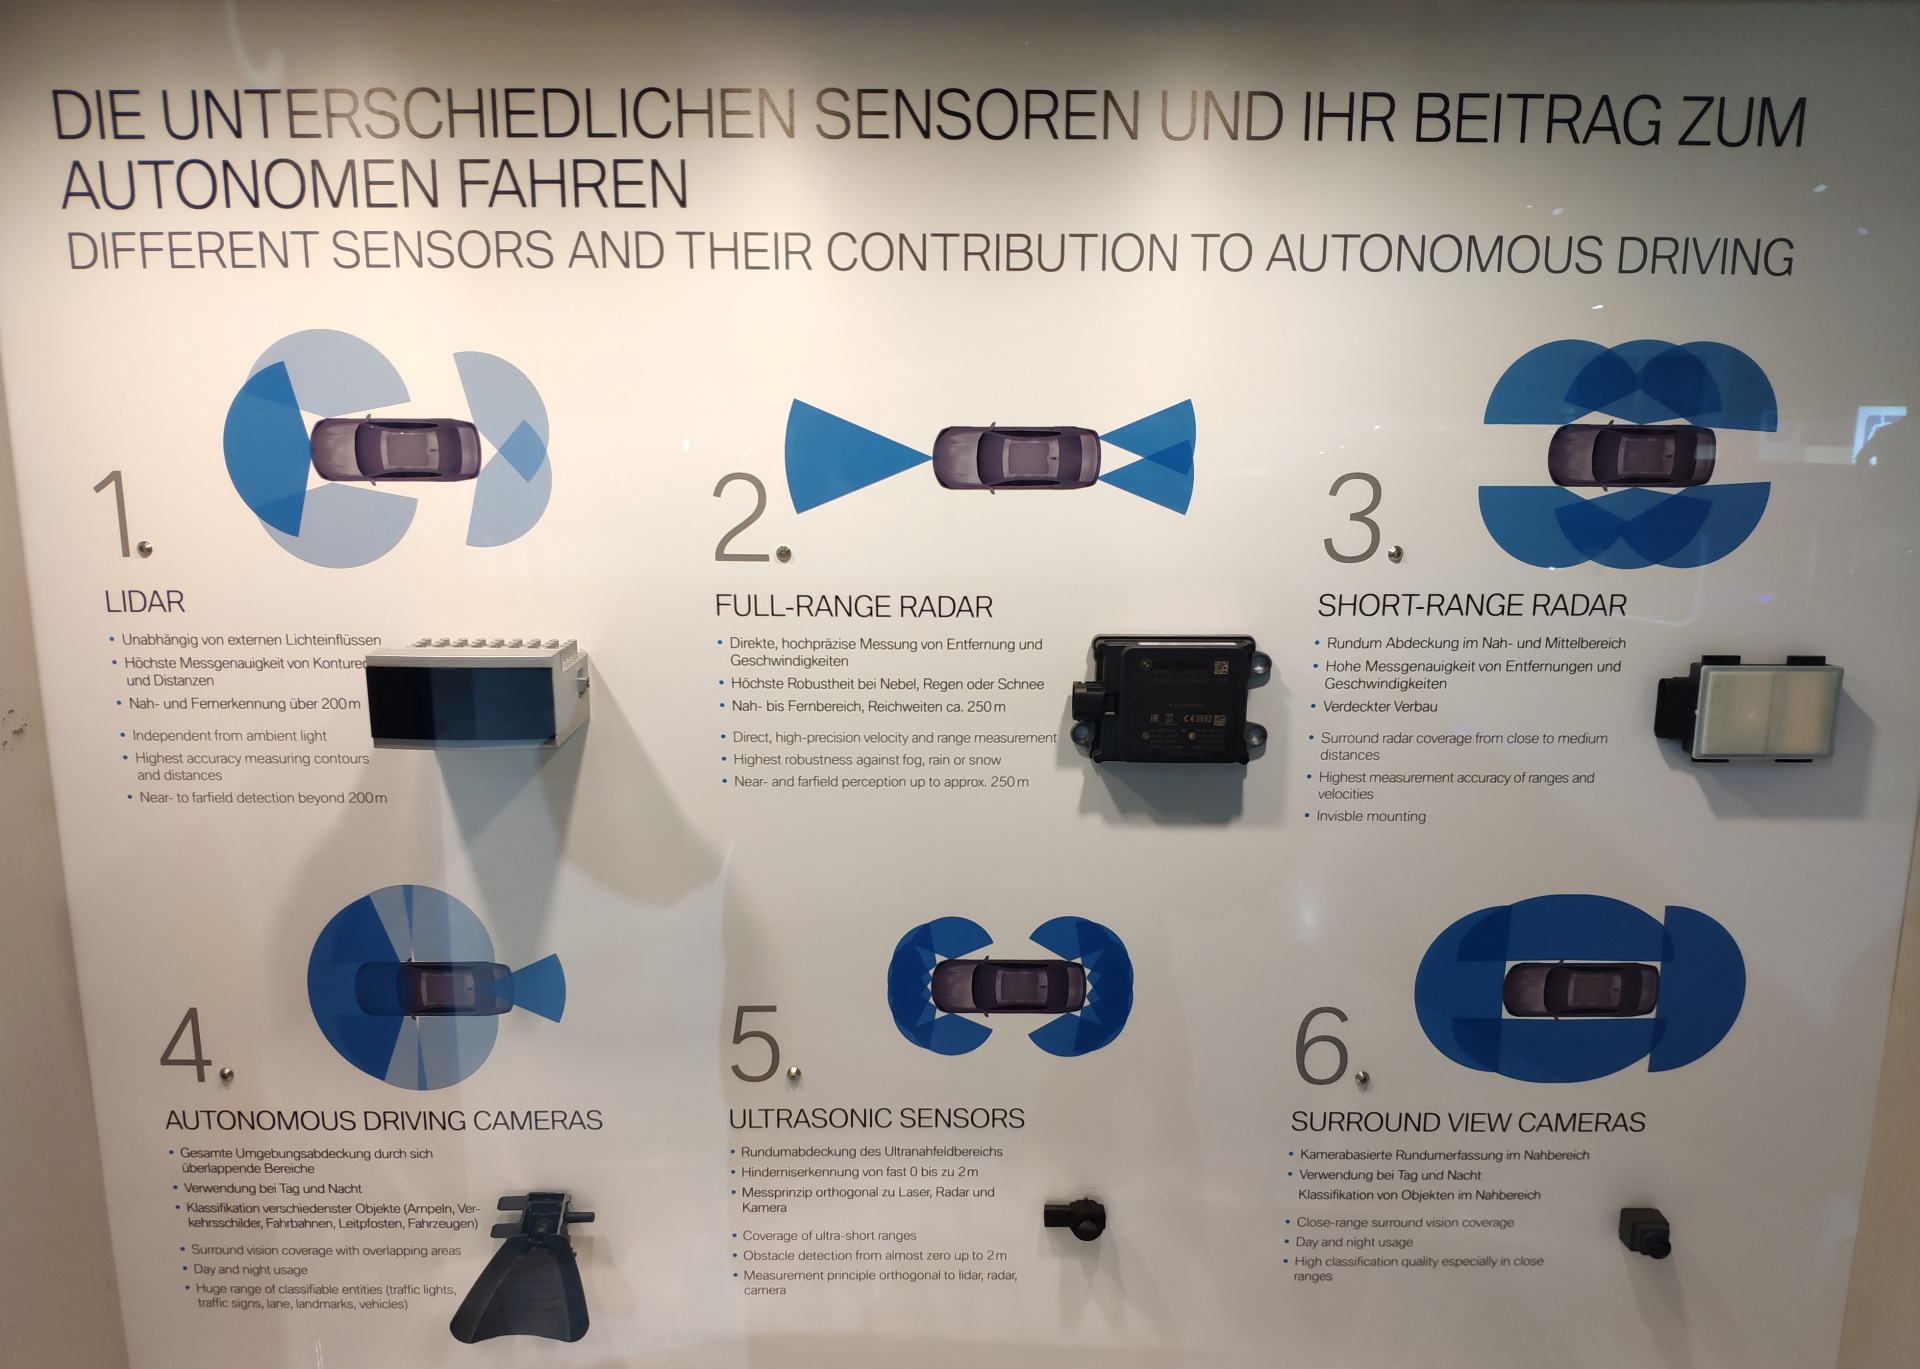 DIE UNTERSCHIEDLICHEN SENSOREN UND IHR BEITRAG ZUM
AUTONOMEN FAHREN
DIFFERENT SENSORS AND THEIR CONTRIBUTION TO AUTONOMOUS DRIVING
1.
LIDAR
• Unabhängig von externen Lichteinflüssen
• Höchste Messgenauigkeit von Konturen
und Distanzen
• Nah- und Fernerkennung über 200 m
• Independent from ambient light
• Highest accuracy measuring contours
and distances
• Near- to farfield detection beyond 200 m
2.
FULL-RANGE RADAR
• Direkte, hochpräzise Messung von Entfernung und
Geschwindigkeiten
• Höchste Robustheit bei Nebel, Regen oder Schnee
• Nah- bis Fernbereich, Reichweiten ca. 250 m
• Direct, high-precision velocity and range measurement
• Highest robustness against fog, rain or snow
• Near- and farfield perception up to approx. 250 m
CE 0682
3.
SHORT-RANGE RADAR
• Rundum Abdeckung im Nah- und Mittelbereich
• Hohe Messgenauigkeit von Entfernungen und
Geschwindigkeiten
• Verdeckter Verbau
• Surround radar coverage from close to medium
distances
• Highest measurement accuracy of ranges and
velocities
• Invisble mounting
4.
AUTONOMOUS DRIVING CAMERAS
• Gesamte Umgebungsabdeckung durch sich
überlappende Bereiche
• Verwendung bei Tag und Nacht
• Klassifikation verschiedenster Objekte (Ampeln, Ver-
kehrsschilder, Fahrbahnen, Leitpfosten, Fahrzeugen)
• Surround vision coverage with overlapping areas
• Day and night usage
• Huge range of classifiable entities (traffic lights,
traffic signs, lane, landmarks, vehicles)
5.
ULTRASONIC SENSORS
• Rundumabdeckung des Ultranahfeldbereichs
• Hinderniserkennung von fast 0 bis zu 2 m
• Messprinzip orthogonal zu Laser, Radar und
Kamera
• Coverage of ultra-short ranges
• Obstacle detection from almost zero up to 2 m
• Measurement principle orthogonal to lidar, radar,
camera
6.
SURROUND VIEW CAMERAS
• Kamerabasierte Rundumerfassung im Nahbereich
• Verwendung bei Tag und Nacht
Klassifikation von Objekten im Nahbereich
• Close-range surround vision coverage
• Day and night usage
• High classification quality especially in close
ranges